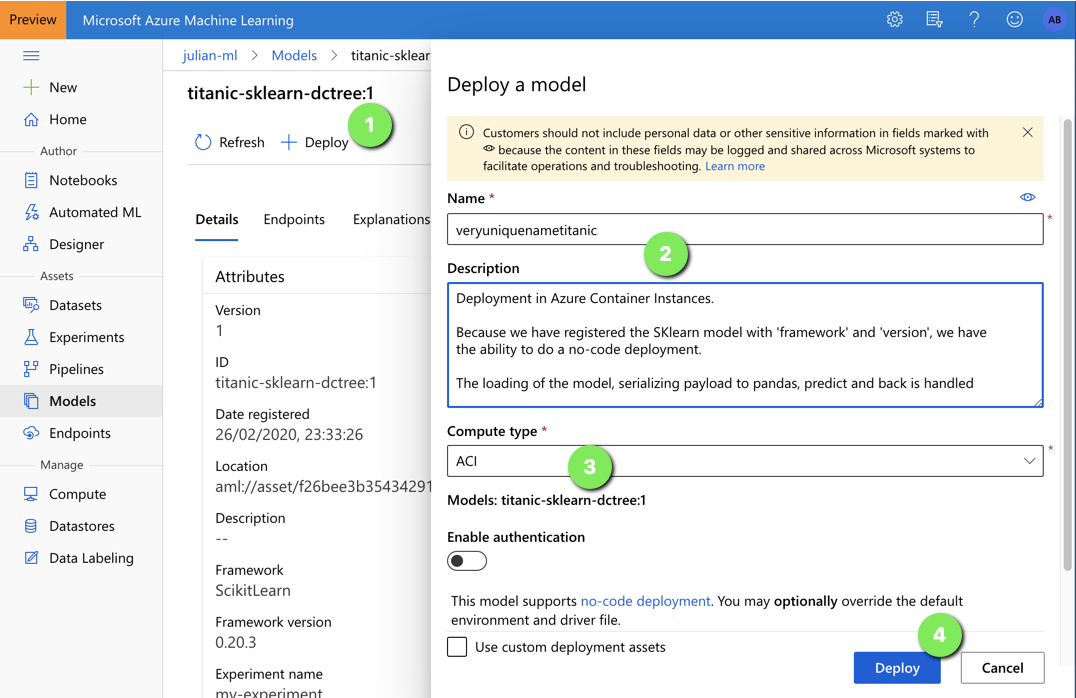 Preview
Microsoft Azure Machine Learning
AB
New
Home
Author
Notebooks
Automated ML
Designer
Assets
Datasets
Experiments
Pipelines
Models
Endpoints
Manage
Compute
Datastores
Data Labeling
julian-ml > Models > titanic-sklear
titanic-sklearn-dctree:1
1
Refresh
Deploy
Details Endpoints Explanations
Attributes
Version
1
ID
titanic-sklearn-dctree:1
Date registered
26/02/2020, 23:33:26
Location
aml://asset/f26bee3b35434291
Description
--
Framework
ScikitLearn
Framework version
0.20.3
Experiment name
my-experiment
Deploy a model
Customers should not include personal data or other sensitive information in fields marked with
because the content in these fields may be logged and shared across Microsoft systems to
facilitate operations and troubleshooting. Learn more
Name *
veryuniquenametitanic
*
2
Description
Deployment in Azure Container Instances.
Because we have registered the SKlearn model with 'framework' and 'version', we have
the ability to do a no-code deployment.
The loading of the model, serializing payload to pandas, predict and back is handled
Compute type *
ACI
*
3
Models: titanic-sklearn-dctree:1
Enable authentication
This model supports no-code deployment. You may optionally override the default
environment and driver file.
Use custom deployment assets
4
Deploy
Cancel